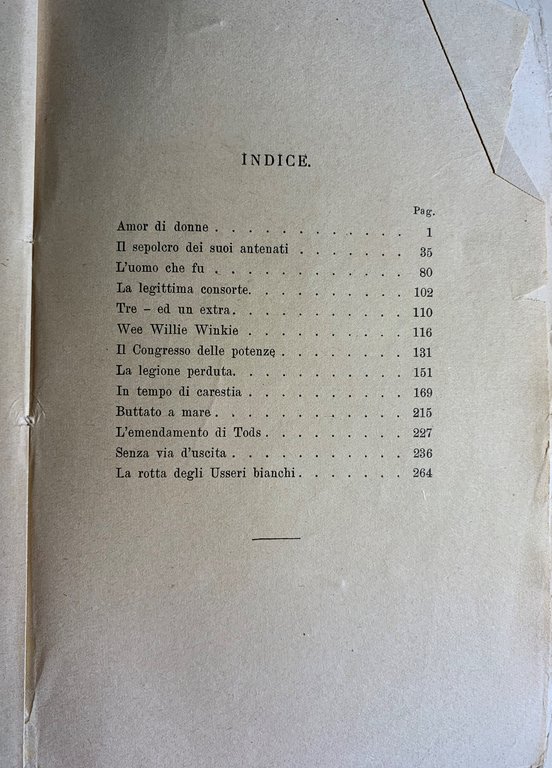 INDICE.
Pag.
Amor di donne . . . . . . . . . . . . 1
Il sepolcro dei suoi antenati . . . . . . . 35
L'uomo che fu . . . . . . . . . . . . 80
La legittima consorte. . . . . . . . . . 102
Tre - ed un extra. . . . . . . . . . . 110
Wee Willie Winkie . . . . . . . . . . 116
Il Congresso delle potenze . . . . . . . . 131
La legione perduta. . . . . . . . . . . 151
In tempo di carestia . . . . . . . . . . 169
Buttato a mare . . . . . . . . . . . . 215
L'emendamento di Tods . . . . . . . . . 227
Senza via d'uscita . . . . . . . . . . . 236
La rotta degli Usseri bianchi . . . . . . . 264